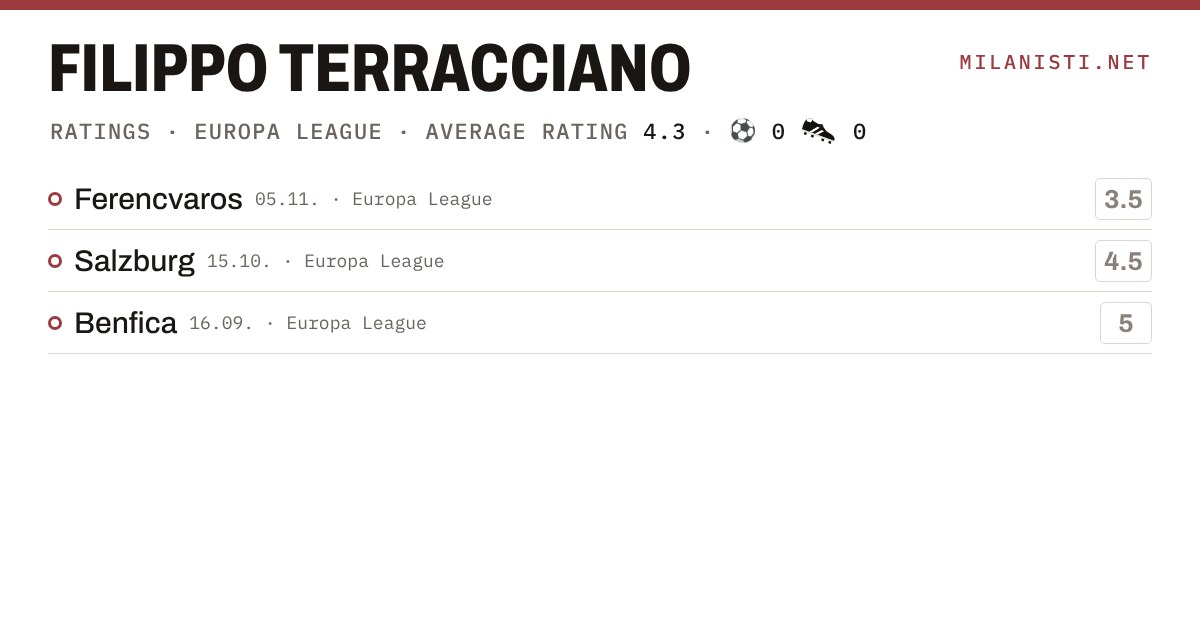 FILIPPO TERRACCIANO
MILANISTI.NET
RATINGS · EUROPA LEAGUE · AVERAGE RATING 4.3 · ⚽ 0 👟 0
Ferencvaros 05.11. · Europa League 3.5
Salzburg 15.10. · Europa League 4.5
Benfica 16.09. · Europa League 5